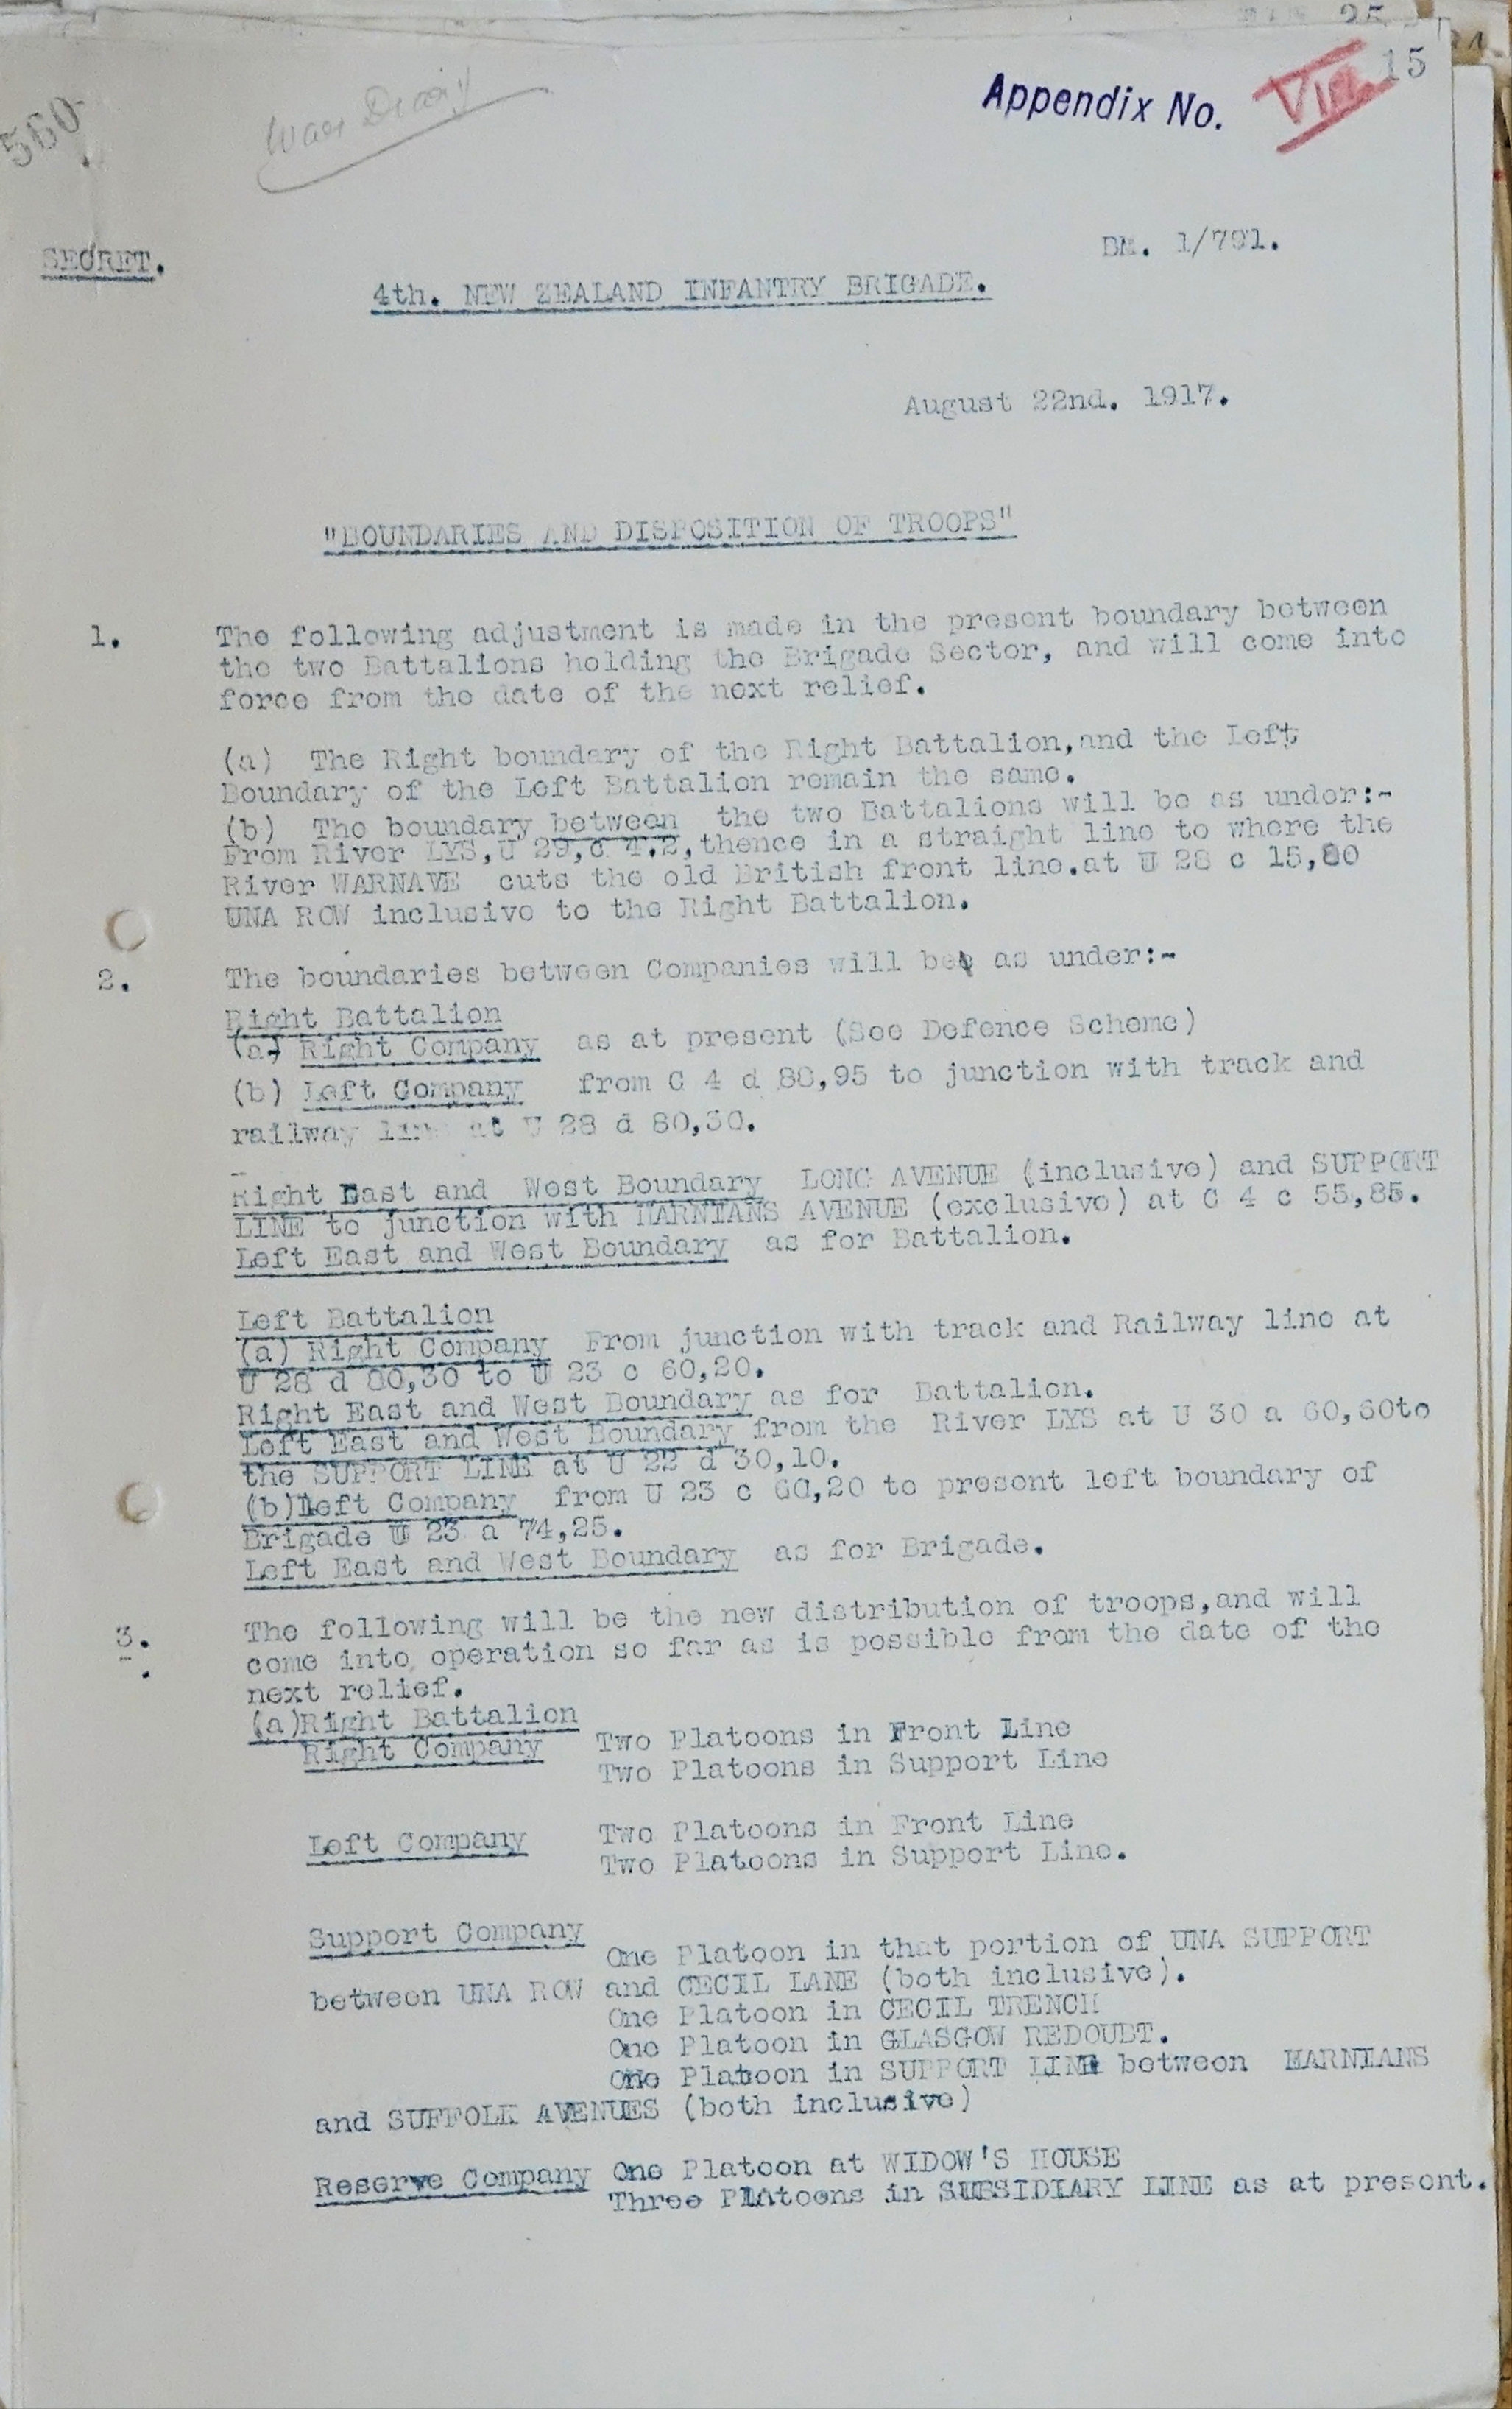 25
15
560
War Diary
Appendix No. VIII
SECRET.
BM. 1/791.
4th. NEW ZEALAND INFANTRY BRIGADE.
August 22nd. 1917.
"BOUNDARIES AND DISPOSITION OF TROOPS"
1. The following adjustment is made in the present boundary between
the two Battalions holding the Brigade Sector, and will come into
force from the date of the next relief.
(a) The Right boundary of the Right Battalion,and the Left
Boundary of the Left Battalion remain the same.
(b) The boundary between the two Battalions will be as under:-
From River LYS,U 29,c 4.2,thence in a straight line to where the
River WARNAVE cuts the old British front line.at U 28 c 15,80
UNA ROW inclusive to the Right Battalion.
2. The boundaries between Companies will be as under:-
Right Battalion
(a) Right Company as at present (See Defence Scheme)
(b) Left Company from C 4 d 80,95 to junction with track and
railway line at U 28 d 80,30.
Right East and West Boundary LONG AVENUE (inclusive) and SUPPORT
LINE to junction with MARNIANS AVENUE (exclusive) at C 4 c 55,85.
Left East and West Boundary as for Battalion.
Left Battalion
(a) Right Company From junction with track and Railway line at
U 28 d 80,30 to U 23 c 60,20.
Right East and West Boundary as for Battalion.
Left East and West Boundary from the River LYS at U 30 a 60,60to
the SUPPORT LINE at U 22 d 30,10.
(b)Left Company from U 23 c 60,20 to present left boundary of
Brigade U 23 a 74,25.
Left East and West Boundary as for Brigade.
3. The following will be the new distribution of troops,and will
come into operation so far as is possible from the date of the
next relief.
(a)Right Battalion
Right Company Two Platoons in Front Line
Two Platoons in Support Line
Left Company Two Platoons in Front Line
Two Platoons in Support Line.
Support Company
One Platoon in that portion of UNA SUPPORT
between UNA ROW and CECIL LANE (both inclusive).
One Platoon in CECIL TRENCH
One Platoon in GLASGOW REDOUBT.
One Platoon in SUPPORT LINE between MARNIANS
and SUFFOLK AVENUES (both inclusive)
Reserve Company One Platoon at WIDOW'S HOUSE
Three Platoons in SUBSIDIARY LINE as at present.